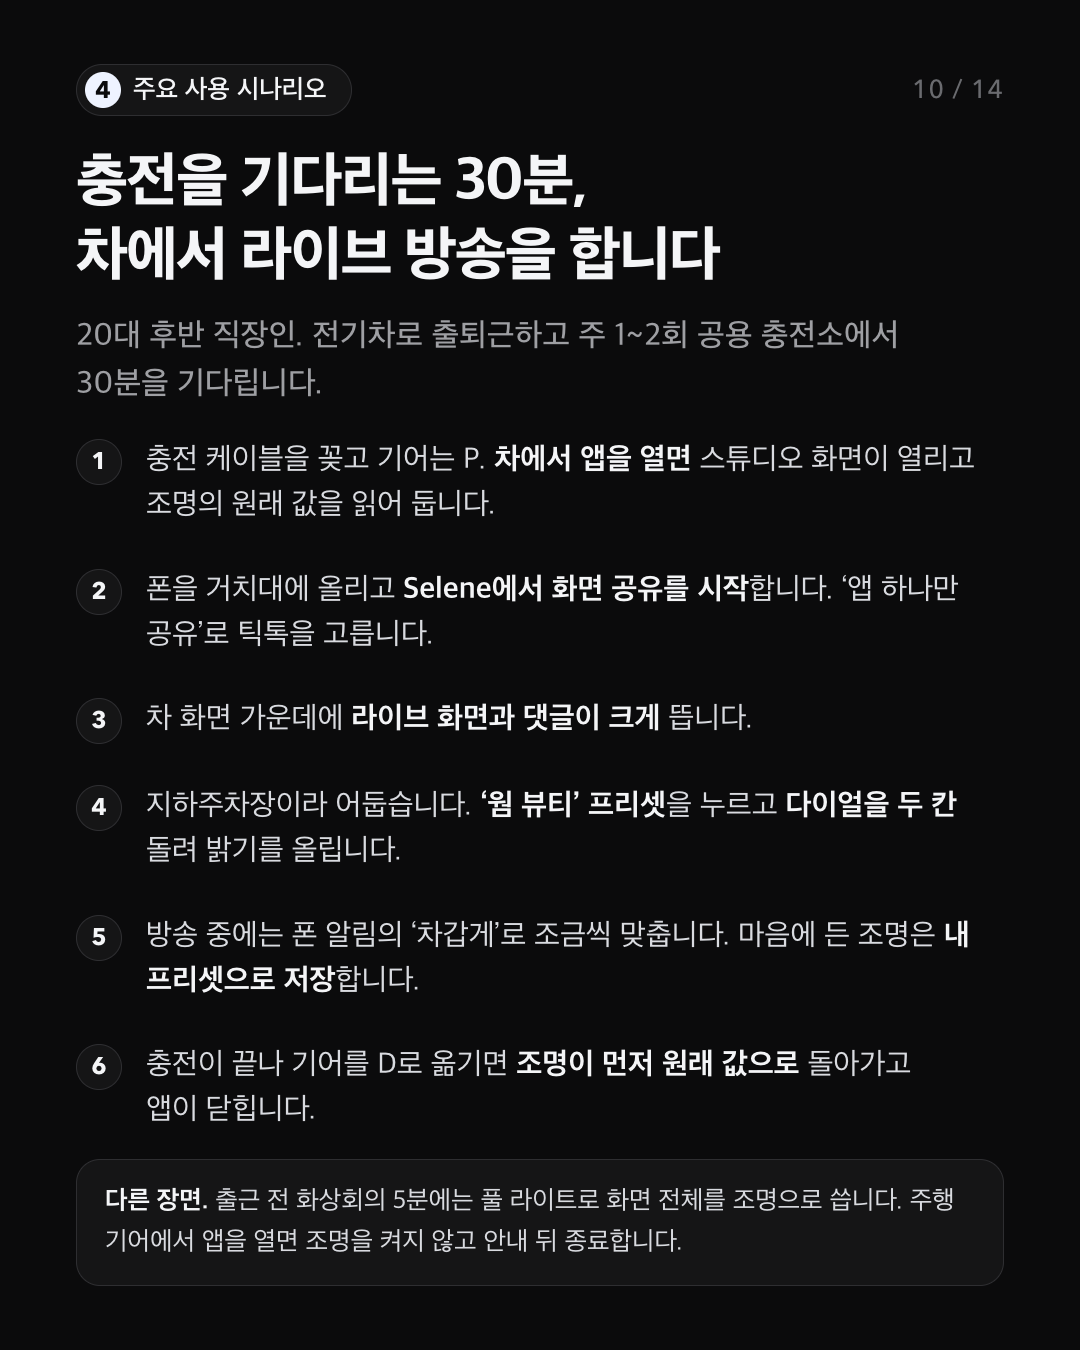 4 주요 사용 시나리오
10 / 14
충전을 기다리는 30분,
차에서 라이브 방송을 합니다
20대 후반 직장인. 전기차로 출퇴근하고 주 1~2회 공용 충전소에서
30분을 기다립니다.
1 충전 케이블을 꽂고 기어는 P. 차에서 앱을 열면 스튜디오 화면이 열리고
조명의 원래 값을 읽어 둡니다.
2 폰을 거치대에 올리고 Selene에서 화면 공유를 시작합니다. ‘앱 하나만
공유’로 틱톡을 고릅니다.
3 차 화면 가운데에 라이브 화면과 댓글이 크게 뜹니다.
4 지하주차장이라 어둡습니다. ‘웜 뷰티’ 프리셋을 누르고 다이얼을 두 칸
돌려 밝기를 올립니다.
5 방송 중에는 폰 알림의 ‘차갑게’로 조금씩 맞춥니다. 마음에 든 조명은 내
프리셋으로 저장합니다.
6 충전이 끝나 기어를 D로 옮기면 조명이 먼저 원래 값으로 돌아가고
앱이 닫힙니다.
다른 장면. 출근 전 화상회의 5분에는 풀 라이트로 화면 전체를 조명으로 씁니다. 주행
기어에서 앱을 열면 조명을 켜지 않고 안내 뒤 종료합니다.